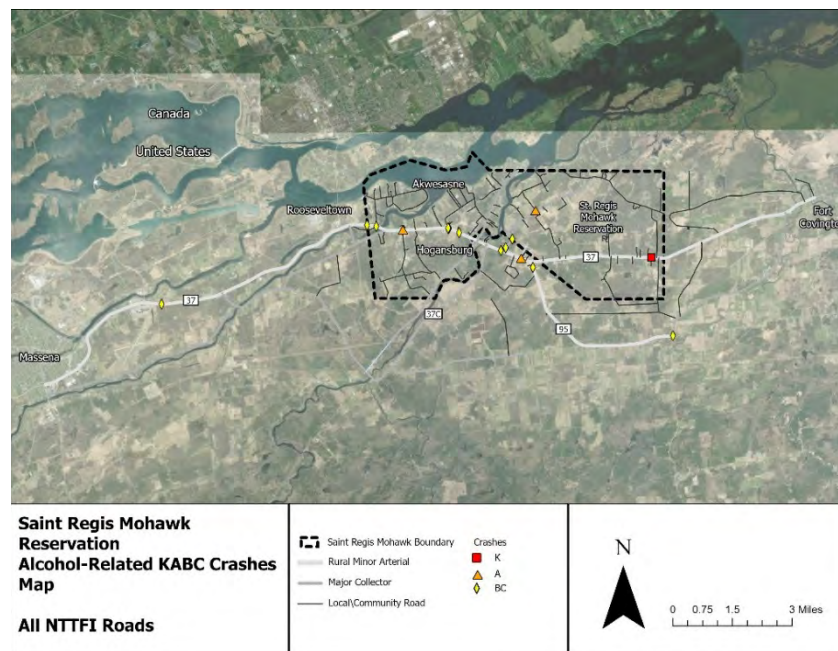 Canada
United States
Akwesasne
Rooseveltown
St. Regis
Mohawk
Reservation
Fort
Covington
Hogansburg
37
37
37C
95
Massena
Saint Regis Mohawk
Reservation
Alcohol-Related KABC Crashes
Map
All NTTFI Roads
Saint Regis Mohawk Boundary
Rural Minor Arterial
Major Collector
Local\Community Road
Crashes
K
A
BC
N
0 0.75 1.5 3 Miles